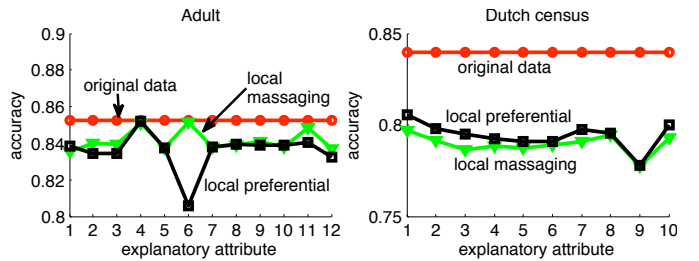 Adult
0.9
0.88
0.86
0.84
0.82
0.8
accuracy
original data
local
massaging
local preferential
1 2 3 4 5 6 7 8 9 10 11 12
explanatory attribute
Dutch census
0.85
0.8
0.75
accuracy
original data
local preferential
local massaging
1 2 3 4 5 6 7 8 9 10
explanatory attribute